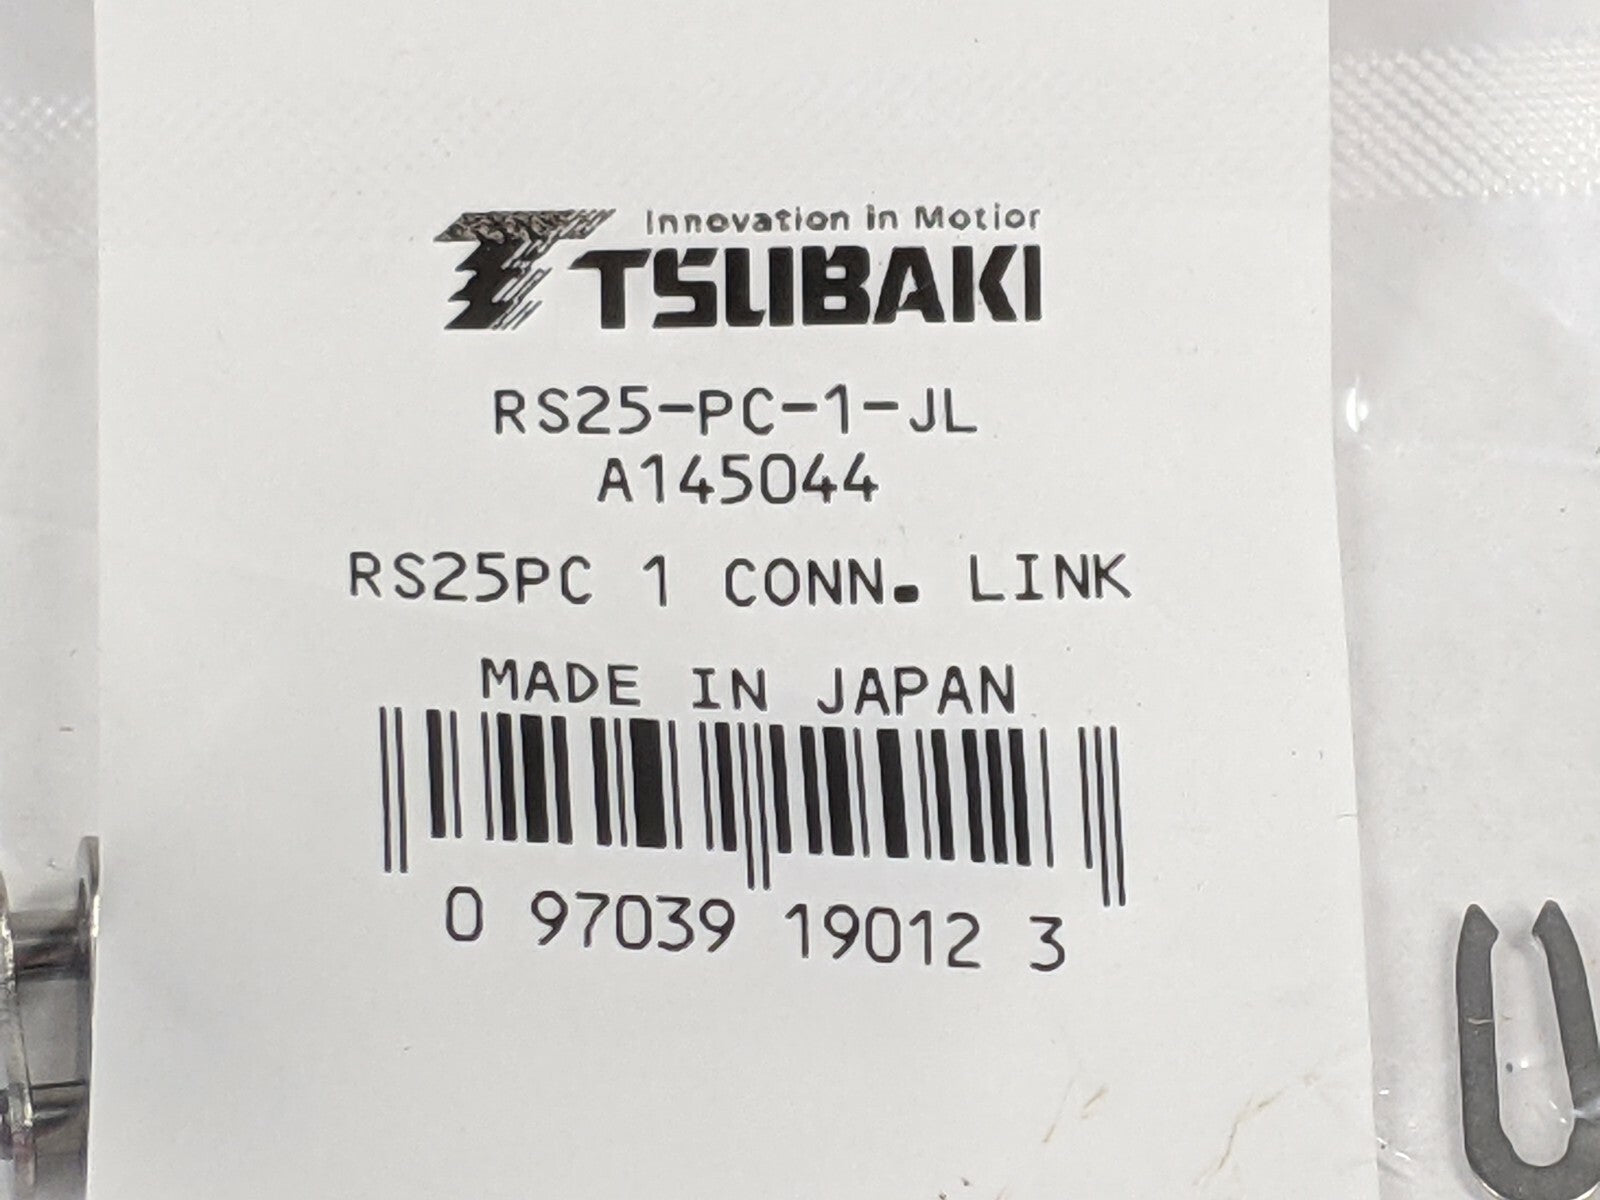 Innovation in Motior
TSUBAKI
RS25-PC-1-JL
A145044
RS25PC 1 CONN. LINK
MADE IN JAPAN
0 97039 19012 3